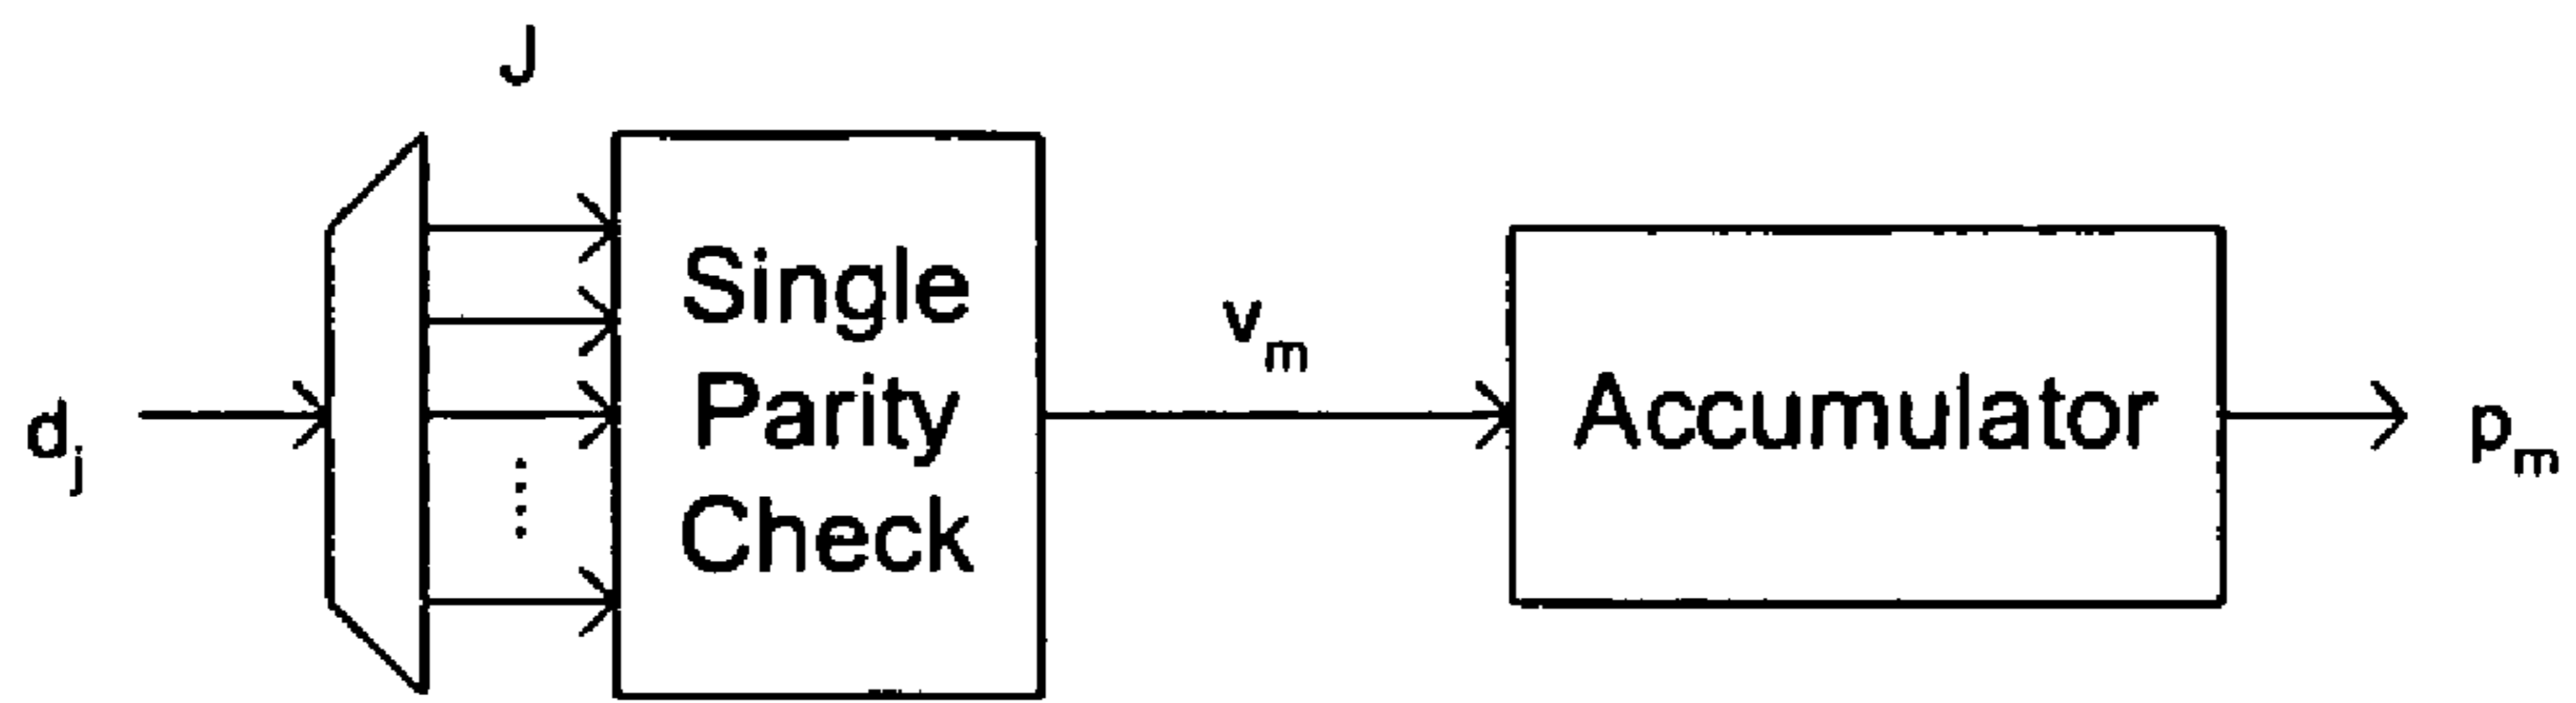 J
d_j
Single
Parity
Check
v_m
Accumulator
p_m